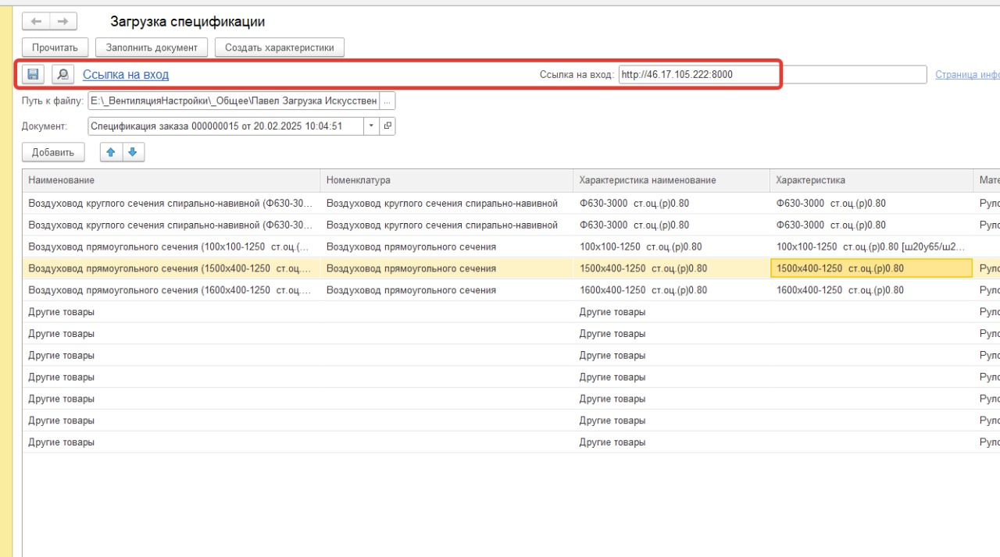 Загрузка спецификации
Прочитать Заполнить документ Создать характеристики
Ссылка на вход Ссылка на вход: http://46.17.105.222:8000 Страница инфо
Путь к файлу: E:\_ВентиляцияНастройки\_Общее\Павел Загрузка Искусствен ...
Документ: Спецификация заказа 000000015 от 20.02.2025 10:04:51
Добавить
Наименование Номенклатура Характеристика наименование Характеристика Мате
Воздуховод круглого сечения спирально-навивной (Ф630-30... Воздуховод круглого сечения спирально-навивной Ф630-3000 ст.оц.(р)0.80 Ф630-3000 ст.оц.(р)0.80 Руло
Воздуховод круглого сечения спирально-навивной (Ф630-30... Воздуховод круглого сечения спирально-навивной Ф630-3000 ст.оц.(р)0.80 Ф630-3000 ст.оц.(р)0.80 Руло
Воздуховод прямоугольного сечения (100х100-1250 ст.оц.(... Воздуховод прямоугольного сечения 100х100-1250 ст.оц.(р)0.80 100х100-1250 ст.оц.(р)0.80 [ш20у65/ш2...
Воздуховод прямоугольного сечения (1500х400-1250 ст.оц.... Воздуховод прямоугольного сечения 1500х400-1250 ст.оц.(р)0.80 1500х400-1250 ст.оц.(р)0.80 Руло
Воздуховод прямоугольного сечения (1600х400-1250 ст.оц.... Воздуховод прямоугольного сечения 1600х400-1250 ст.оц.(р)0.80 1600х400-1250 ст.оц.(р)0.80 Руло
Другие товары Другие товары Руло
Другие товары Другие товары Руло
Другие товары Другие товары Руло
Другие товары Другие товары Руло
Другие товары Другие товары Руло
Другие товары Другие товары Руло
Другие товары Другие товары Руло